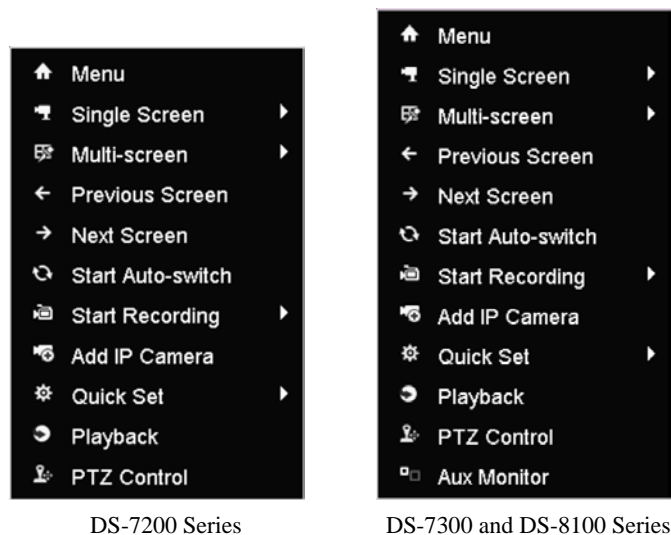 Menu
Single Screen
Multi-screen
Previous Screen
Next Screen
Start Auto-switch
Start Recording
Add IP Camera
Quick Set
Playback
PTZ Control
DS-7200 Series
Menu
Single Screen
Multi-screen
Previous Screen
Next Screen
Start Auto-switch
Start Recording
Add IP Camera
Quick Set
Playback
PTZ Control
Aux Monitor
DS-7300 and DS-8100 Series